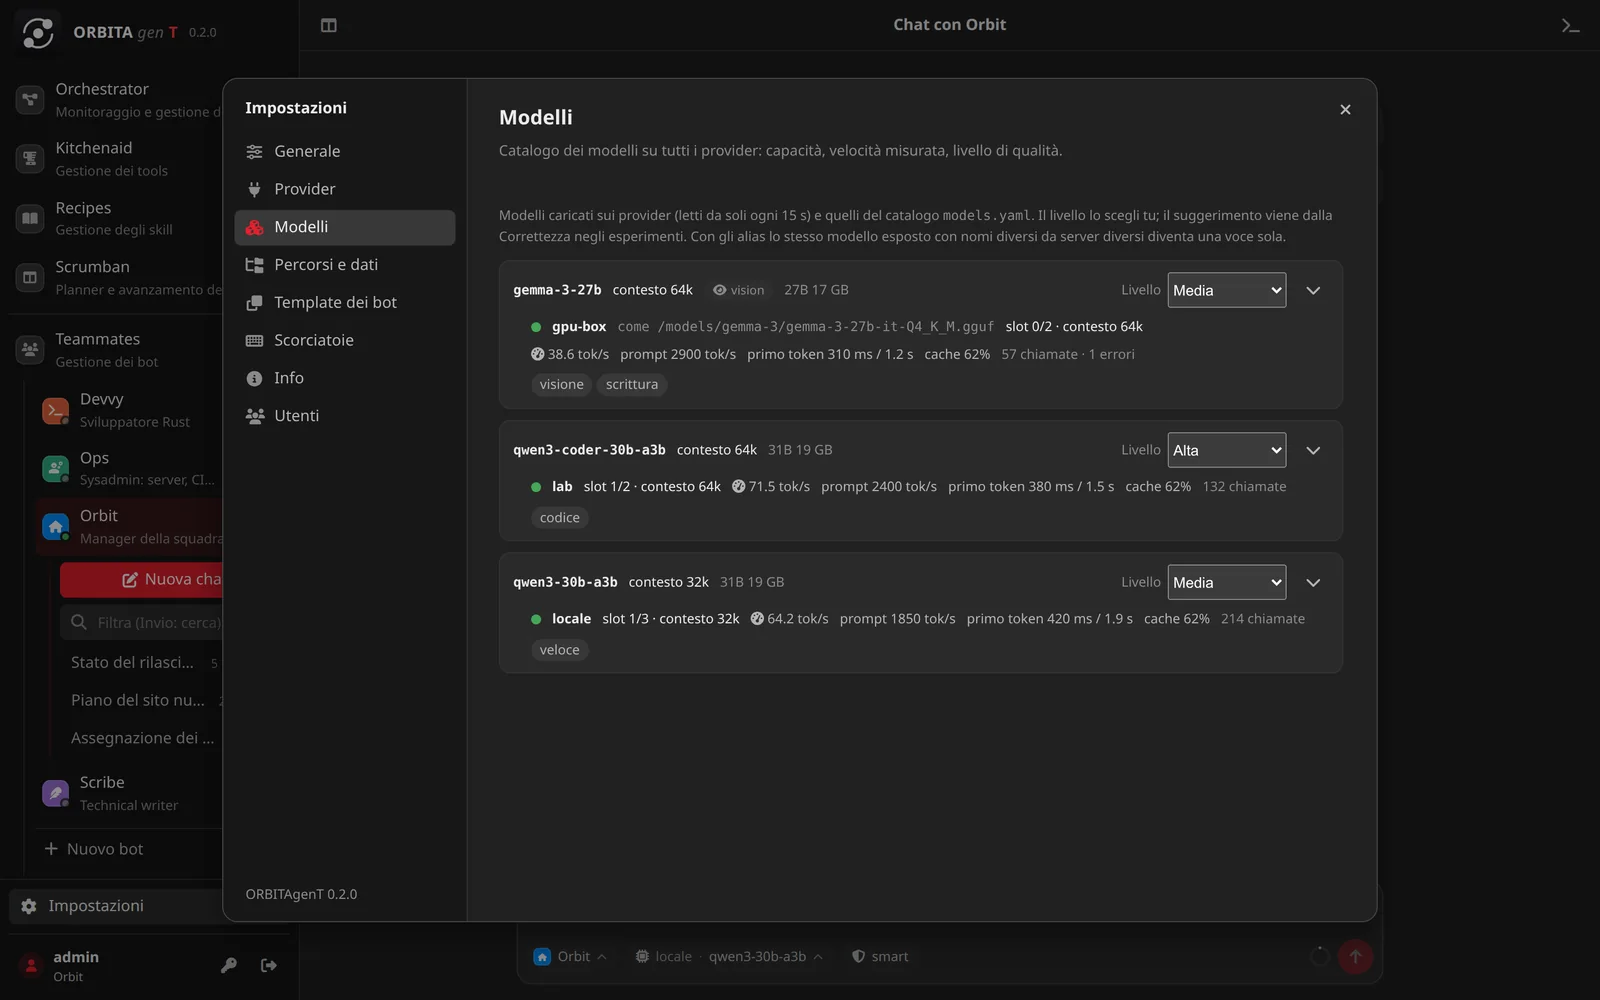 ORBITA gen T 0.2.0
Chat con Orbit
Orchestrator
Monitoraggio e gestione d
Kitchenaid
Gestione dei tools
Recipes
Gestione degli skill
Scrumban
Planner e avanzamento de
Teammates
Gestione dei bot
Devvy
Sviluppatore Rust
Ops
Sysadmin: server, CI...
Orbit
Manager della squadra
Nuova cha
Filtra (Invio: cerca)
Stato del rilasci... 5
Piano del sito nu... 2
Assegnazione dei ...
Scribe
Technical writer
+ Nuovo bot
Impostazioni
admin
Orbit
Impostazioni
Generale
Provider
Modelli
Percorsi e dati
Template dei bot
Scorciatoie
Info
Utenti
ORBITAgenT 0.2.0
Modelli
Catalogo dei modelli su tutti i provider: capacità, velocità misurata, livello di qualità.
Modelli caricati sui provider (letti da soli ogni 15 s) e quelli del catalogo models.yaml. Il livello lo scegli tu; il suggerimento viene dalla
Correttezza negli esperimenti. Con gli alias lo stesso modello esposto con nomi diversi da server diversi diventa una voce sola.
gemma-3-27b contesto 64k vision 27B 17 GB Livello Media
gpu-box come /models/gemma-3/gemma-3-27b-it-Q4_K_M.gguf slot 0/2 · contesto 64k
38.6 tok/s prompt 2900 tok/s primo token 310 ms / 1.2 s cache 62% 57 chiamate · 1 errori
visione scrittura
qwen3-coder-30b-a3b contesto 64k 31B 19 GB Livello Alta
lab slot 1/2 · contesto 64k 71.5 tok/s prompt 2400 tok/s primo token 380 ms / 1.5 s cache 62% 132 chiamate
codice
qwen3-30b-a3b contesto 32k 31B 19 GB Livello Media
locale slot 1/3 · contesto 32k 64.2 tok/s prompt 1850 tok/s primo token 420 ms / 1.9 s cache 62% 214 chiamate
veloce
Orbit locale · qwen3-30b-a3b smart